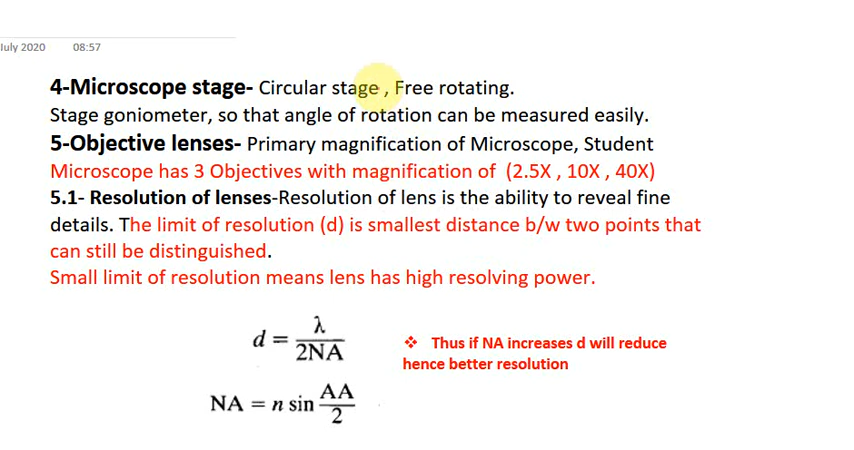 July 2020 08:57
4-Microscope stage- Circular stage , Free rotating.
Stage goniometer, so that angle of rotation can be measured easily.
5-Objective lenses- Primary magnification of Microscope, Student
Microscope has 3 Objectives with magnification of (2.5X , 10X , 40X)
5.1- Resolution of lenses-Resolution of lens is the ability to reveal fine
details. The limit of resolution (d) is smallest distance b/w two points that
can still be distinguished.
Small limit of resolution means lens has high resolving power.
d = λ / 2NA
❖ Thus if NA increases d will reduce
hence better resolution
NA = n sin AA / 2